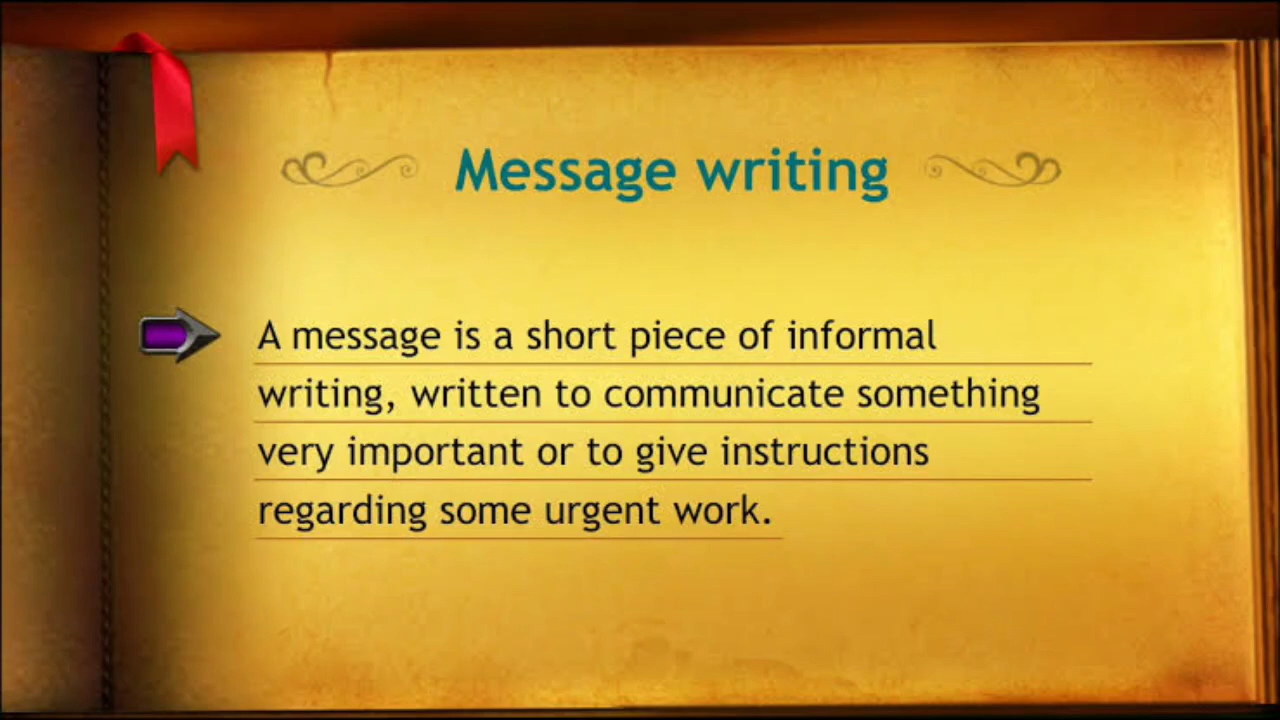 Message writing
A message is a short piece of informal
writing, written to communicate something
very important or to give instructions
regarding some urgent work.